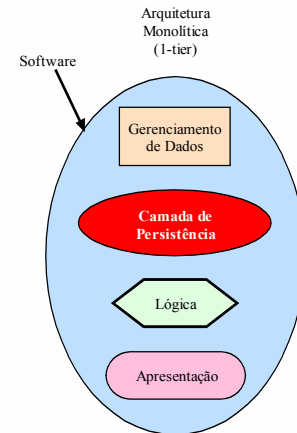 Arquitetura
Monolítica
(1-tier)
Software
Gerenciamento
de Dados
Camada de
Persistência
Lógica
Apresentação